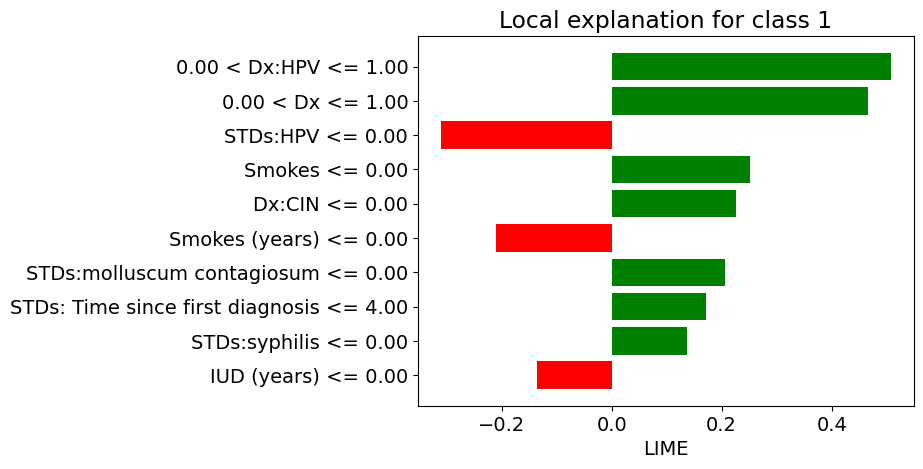 Local explanation for class 1
0.00 < Dx:HPV <= 1.00
0.00 < Dx <= 1.00
STDs:HPV <= 0.00
Smokes <= 0.00
Dx:CIN <= 0.00
Smokes (years) <= 0.00
STDs:molluscum contagiosum <= 0.00
STDs: Time since first diagnosis <= 4.00
STDs:syphilis <= 0.00
IUD (years) <= 0.00
−0.2 0.0 0.2 0.4
LIME